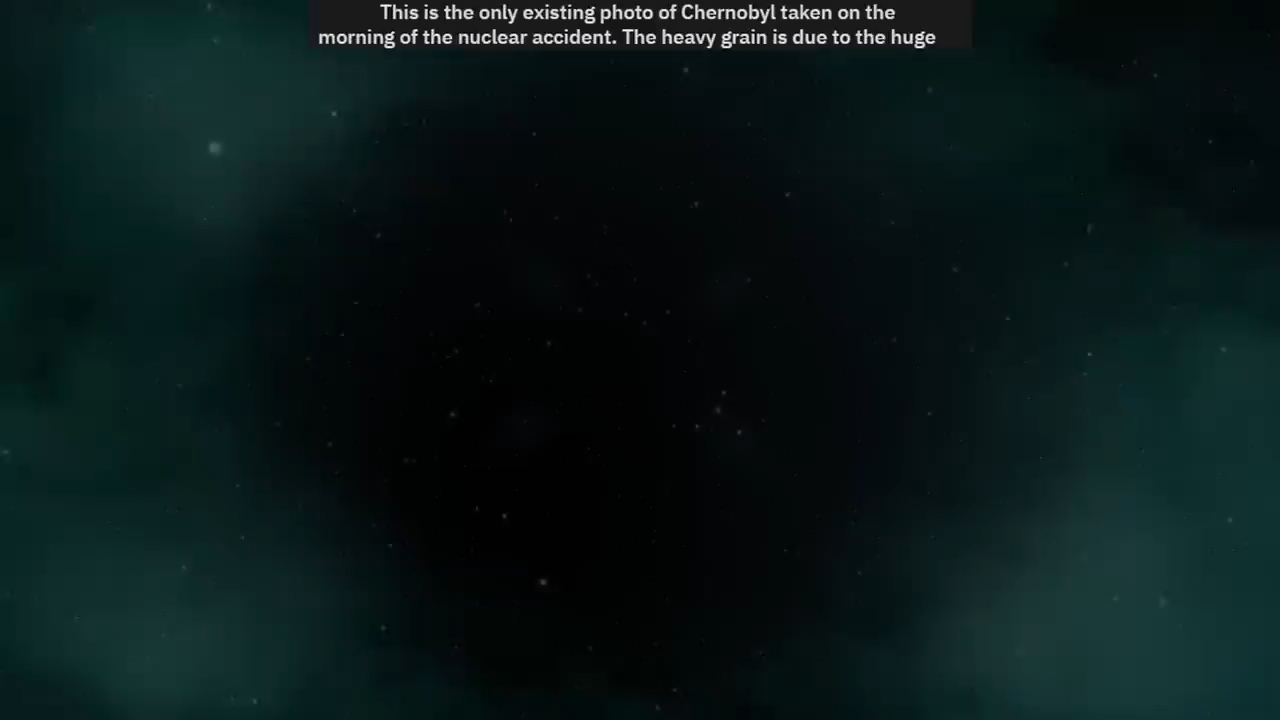 This is the only existing photo of Chernobyl taken on the
morning of the nuclear accident. The heavy grain is due to the huge